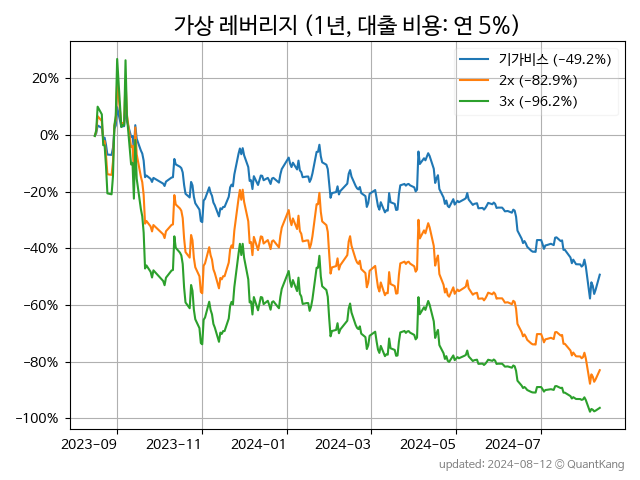 가상 레버리지 (1년, 대출 비용: 연 5%)
기가비스 (-49.2%)
2x (-82.9%)
3x (-96.2%)
20%
0%
-20%
-40%
-60%
-80%
-100%
2023-09
2023-11
2024-01
2024-03
2024-05
2024-07
updated: 2024-08-12 © QuantKang